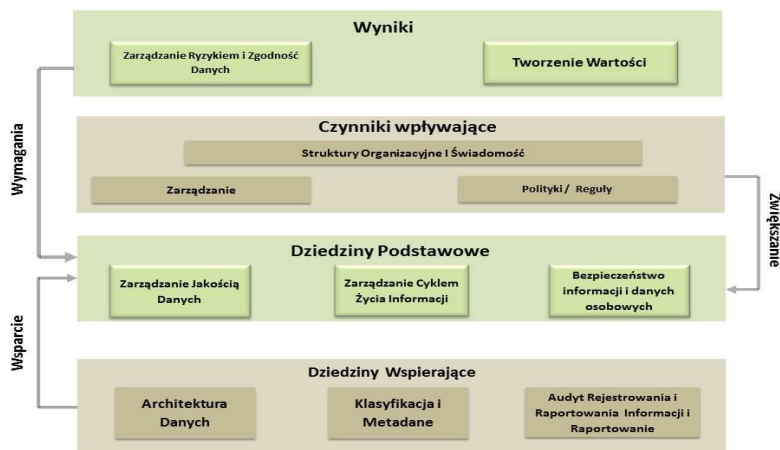 Wyniki
Zarządzanie Ryzykiem i Zgodność
Danych
Tworzenie Wartości
Wymagania
Czynniki wpływające
Struktury Organizacyjne I Świadomość
Zarządzanie
Polityki / Reguły
Zwiększanie
Dziedziny Podstawowe
Zarządzanie Jakością
Danych
Zarządzanie Cyklem
Życia Informacji
Bezpieczeństwo
informacji i danych
osobowych
Wsparcie
Dziedziny Wspierające
Architektura
Danych
Klasyfikacja i
Metadane
Audyt Rejestrowania i
Raportowania Informacji i
Raportowanie